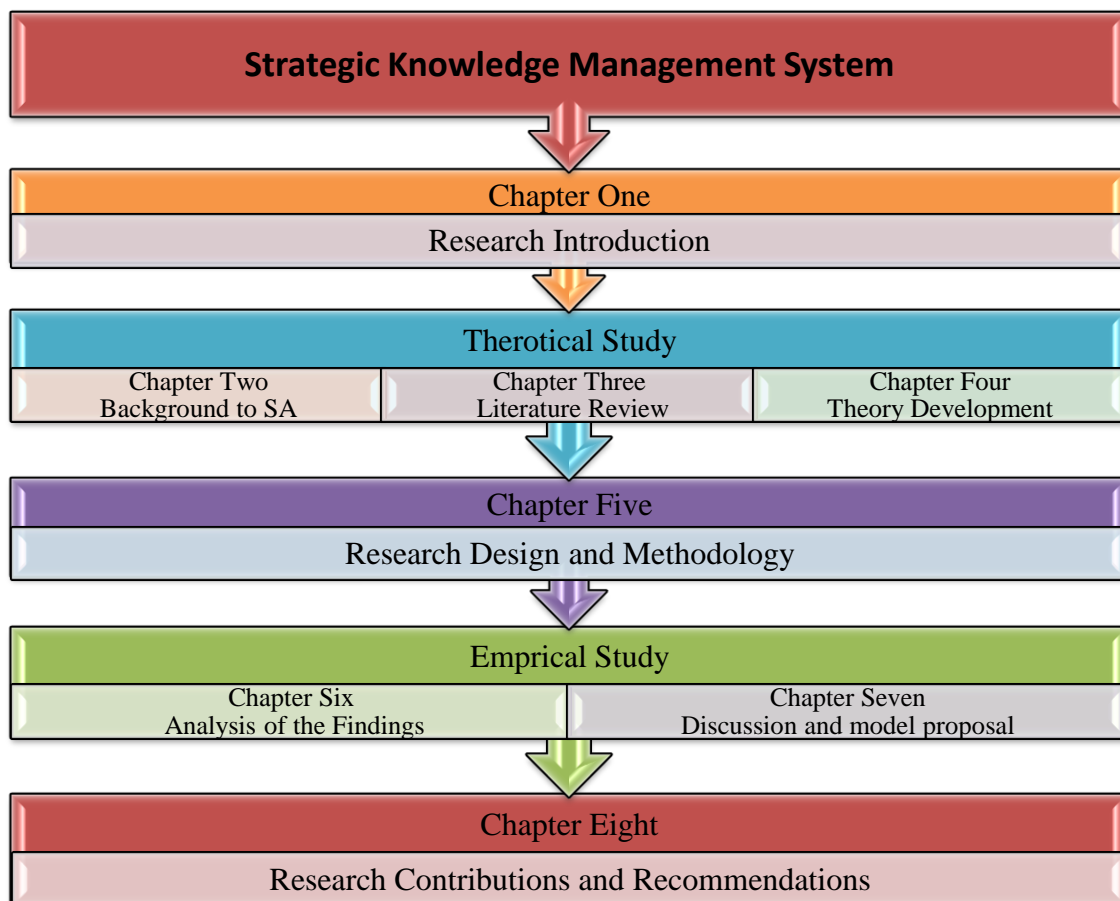 Strategic Knowledge Management System
Chapter One
Research Introduction
Therotical Study
Chapter Two
Background to SA
Chapter Three
Literature Review
Chapter Four
Theory Development
Chapter Five
Research Design and Methodology
Emprical Study
Chapter Six
Analysis of the Findings
Chapter Seven
Discussion and model proposal
Chapter Eight
Research Contributions and Recommendations